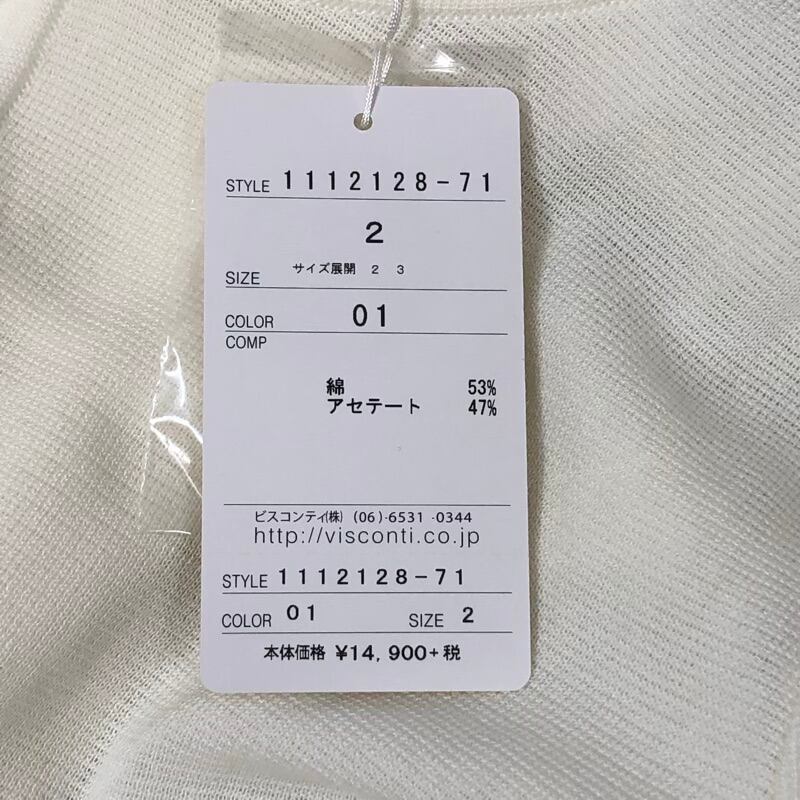 STYLE 1112128-71
2
サイズ展開 2 3
SIZE
COLOR 01
COMP
綿 53%
アセテート 47%
ビスコンティ(株) (06)-6531-0344
http://visconti.co.jp
STYLE 1112128-71
COLOR 01 SIZE 2
本体価格 ¥14,900+税